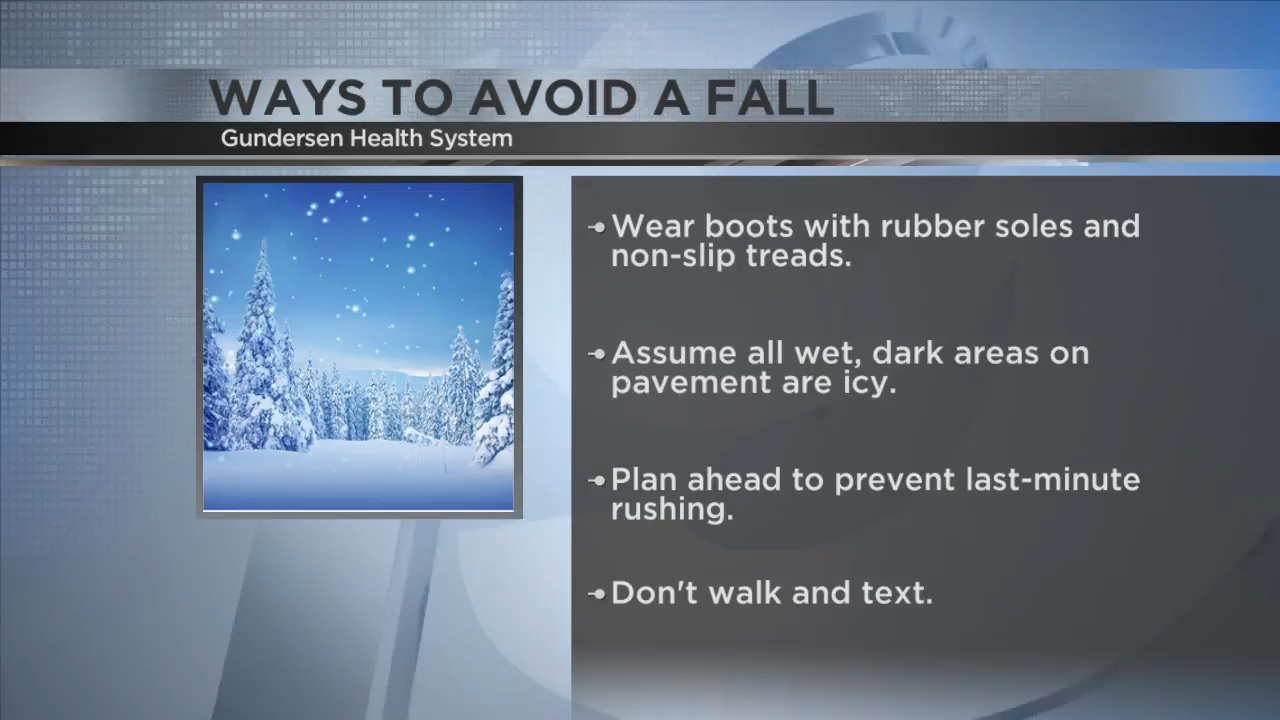 WAYS TO AVOID A FALL
Gundersen Health System
Wear boots with rubber soles and
non-slip treads.
Assume all wet, dark areas on
pavement are icy.
Plan ahead to prevent last-minute
rushing.
Don't walk and text.